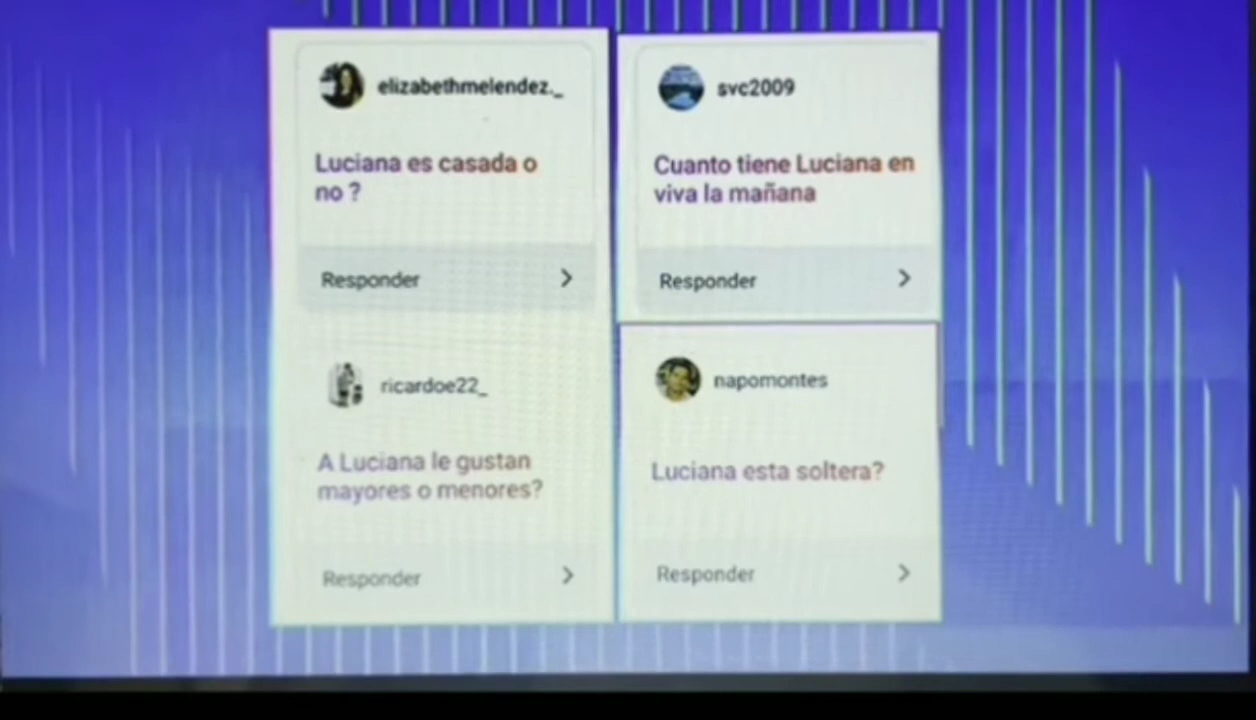 elizabethmelendez._
Luciana es casada o
no ?
Responder
svc2009
Cuanto tiene Luciana en
viva la mañana
Responder
ricardoe22_
A Luciana le gustan
mayores o menores?
Responder
napomontes
Luciana esta soltera?
Responder